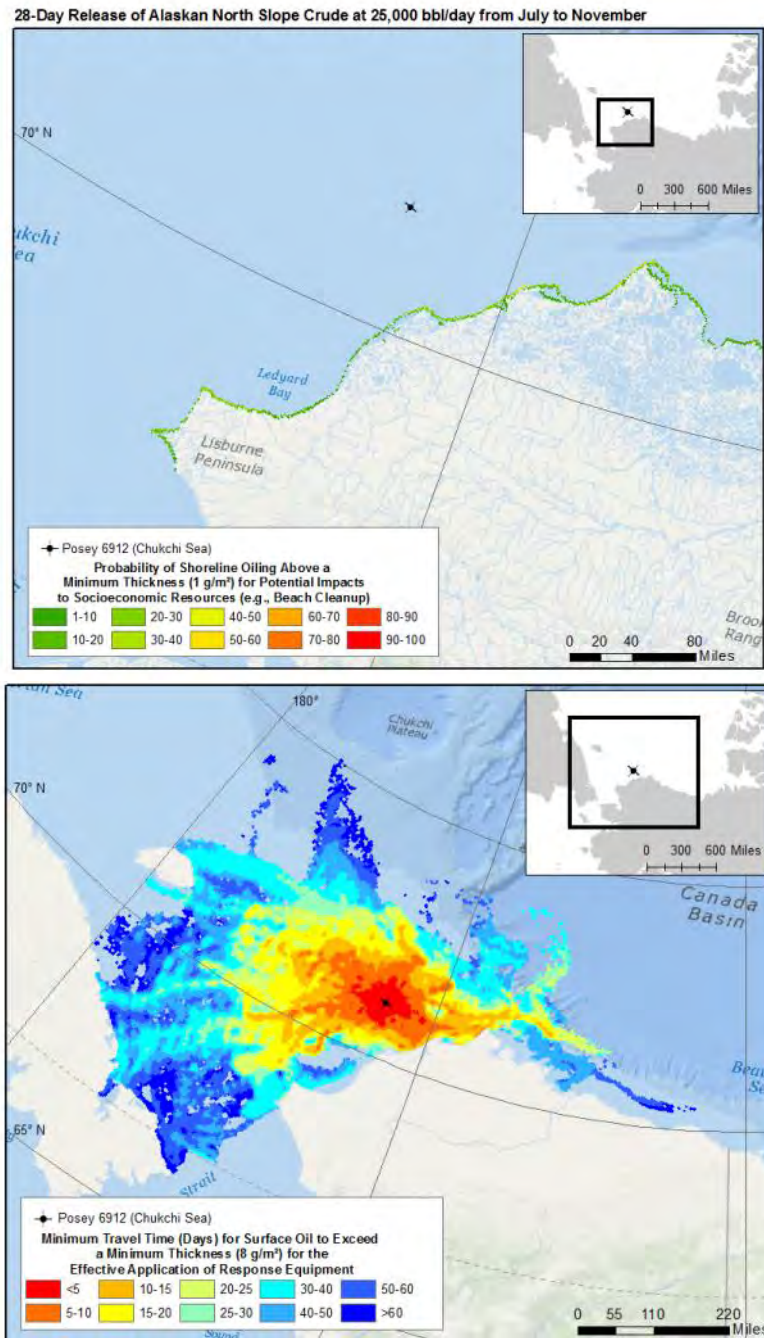 28-Day Release of Alaskan North Slope Crude at 25,000 bbl/day from July to November
70° N
ukchi
ea
0 300 600 Miles
Ledyard
Bay
Lisburne
Peninsula
Posey 6912 (Chukchi Sea)
Probability of Shoreline Oiling Above a
Minimum Thickness (1 g/m²) for Potential Impacts
to Socioeconomic Resources (e.g., Beach Cleanup)
1-10 20-30 40-50 60-70 80-90
10-20 30-40 50-60 70-80 90-100
Brook
Rang
0 20 40 80
Miles
an Sea
180°
Chukchi
Plateau
70° N
0 300 600 Miles
Canada
Basin
Beau
Se
65° N
Strait
Posey 6912 (Chukchi Sea)
Minimum Travel Time (Days) for Surface Oil to Exceed
a Minimum Thickness (8 g/m²) for the
Effective Application of Response Equipment
<5 10-15 20-25 30-40 50-60
5-10 15-20 25-30 40-50 >60
Sound
0 55 110 220
Miles